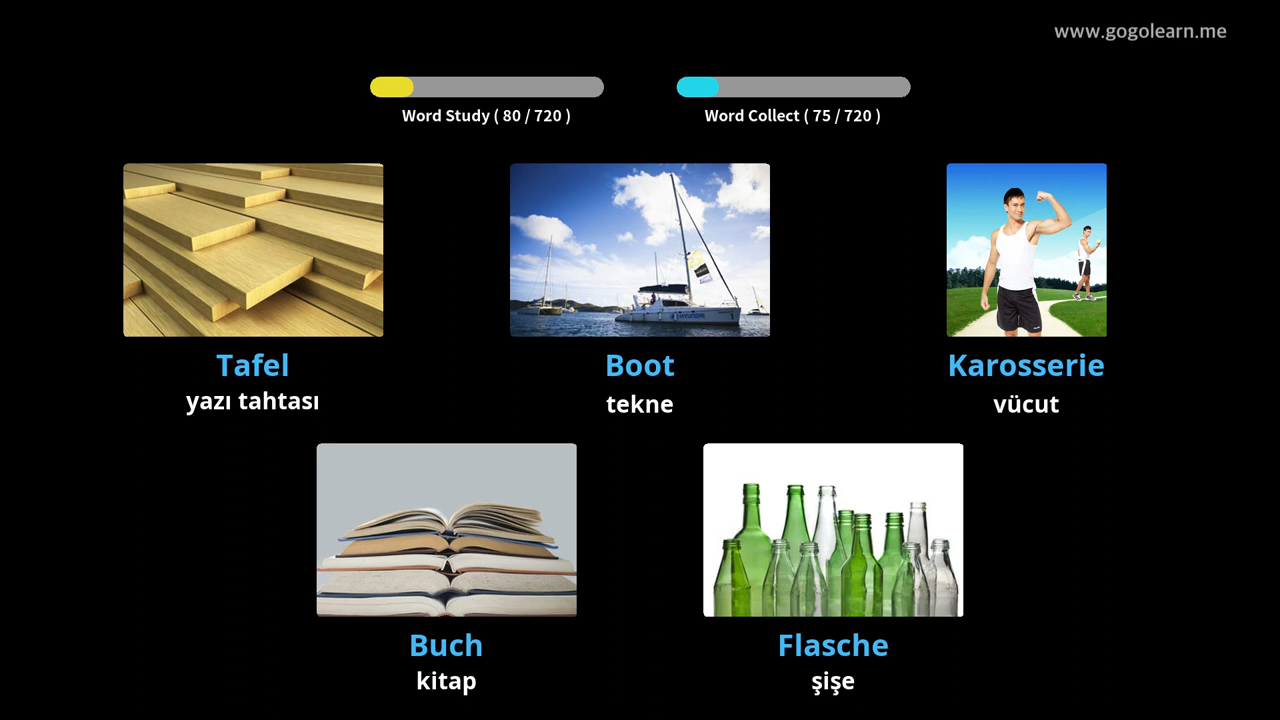 www.gogolearn.me
Word Study ( 80 / 720 )
Word Collect ( 75 / 720 )
Tafel
yazı tahtası
Boot
tekne
Karosserie
vücut
Buch
kitap
Flasche
şişe